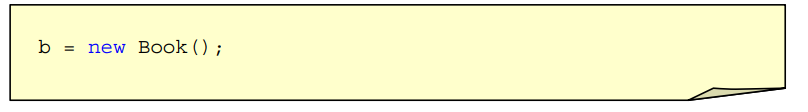 b = new Book();